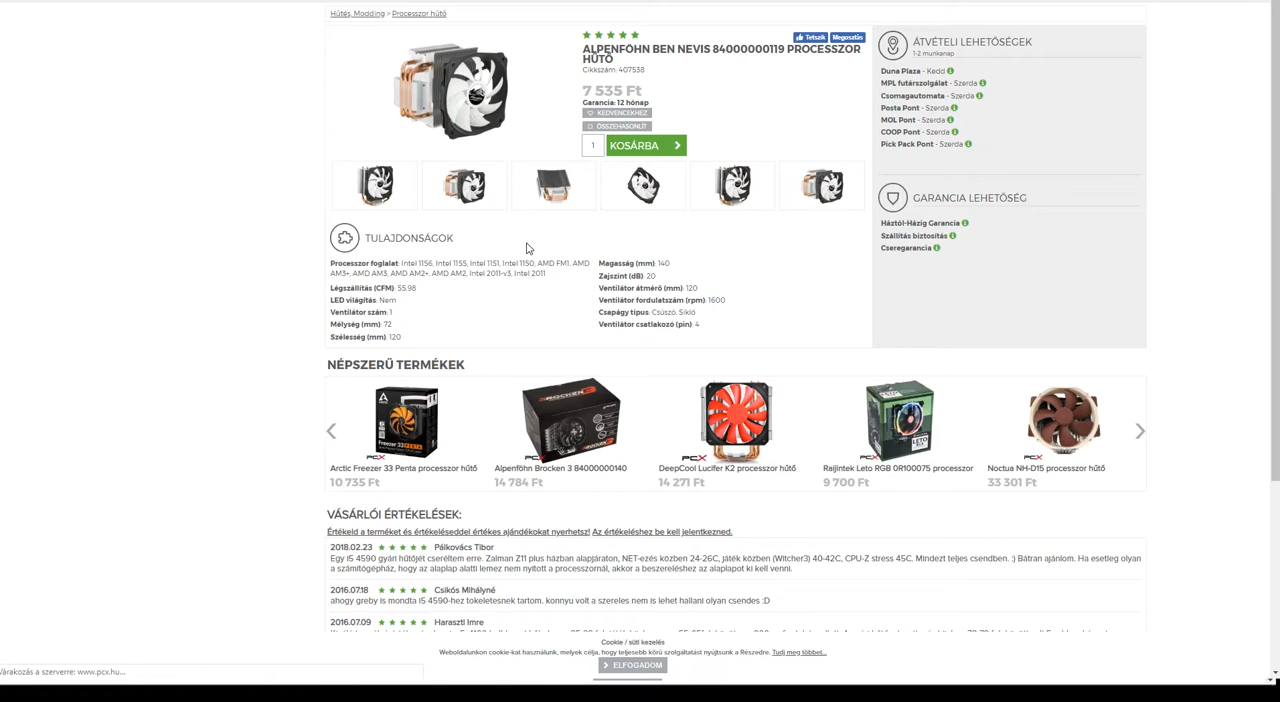 Hűtés, Modding > Processzor hűtő
Tetszik Megosztás
ALPENFÖHN BEN NEVIS 84000000119 PROCESSZOR
HŰTŐ
Cikkszám: 407538
7 535 Ft
Garancia: 12 hónap
KEDVENCEKHEZ
ÖSSZEHASONLÍT
1 KOSÁRBA
ÁTVÉTELI LEHETŐSÉGEK
1-2 munkanap
Duna Plaza - Kedd
MPL futárszolgálat - Szerda
Csomagautomata - Szerda
Posta Pont - Szerda
MOL Pont - Szerda
COOP Pont - Szerda
Pick Pack Pont - Szerda
GARANCIA LEHETŐSÉG
Háztól-Házig Garancia
Szállítás biztosítás
Cseregarancia
TULAJDONSÁGOK
Processzor foglalat: Intel 1156, Intel 1155, Intel 1151, Intel 1150, AMD FM1, AMD
AM3+, AMD AM3, AMD AM2+, AMD AM2, Intel 2011-v3, Intel 2011
Légszállítás (CFM): 55,98
LED világítás: Nem
Ventilátor szám: 1
Mélység (mm): 72
Szélesség (mm): 120
Magasság (mm): 140
Zajszint (dB): 20
Ventilátor átmérő (mm): 120
Ventilátor fordulatszám (rpm): 1600
Csapágy típus: Csúszó, Sikló
Ventilátor csatlakozó (pin): 4
NÉPSZERŰ TERMÉKEK
Arctic Freezer 33 Penta processzor hűtő
10 735 Ft
Alpenföhn Brocken 3 84000000140
14 784 Ft
DeepCool Lucifer K2 processzor hűtő
14 271 Ft
Raijintek Leto RGB 0R100075 processzor
9 700 Ft
Noctua NH-D15 processzor hűtő
33 301 Ft
VÁSÁRLÓI ÉRTÉKELÉSEK:
Értékeld a terméket és értékeléseddel értékes ajándékokat nyerhetsz! Az értékeléshez be kell jelentkezned.
2018.02.23 Pálkovács Tibor
Egy i5 4590 gyári hűtőjét cseréltem erre. Zalman Z11 plus házban alapjáraton, NET-ezés közben 24-26C, játék közben (Witcher3) 40-42C, CPU-Z stress 45C. Mindezt teljes csendben. :) Bátran ajánlom. Ha esetleg olyan
a számítógépház, hogy az alaplap alatti lemez nem nyitott a processzornál, akkor a beszereléshez az alaplapot ki kell venni.
2016.07.18 Csikós Mihályné
ahogy greby is mondta i5 4590-hez tokeletesnek tartom. konnyu volt a szereles nem is lehet hallani olyan csendes :D
2016.07.09 Haraszti Imre
Cookie / süti kezelés
Weboldalunkon cookie-kat használunk, melyek célja, hogy teljesebb körű szolgáltatást nyújtsunk a Részedre. Tudj meg többet...
ELFOGADOM
Várakozás a szerverre: www.pcx.hu...